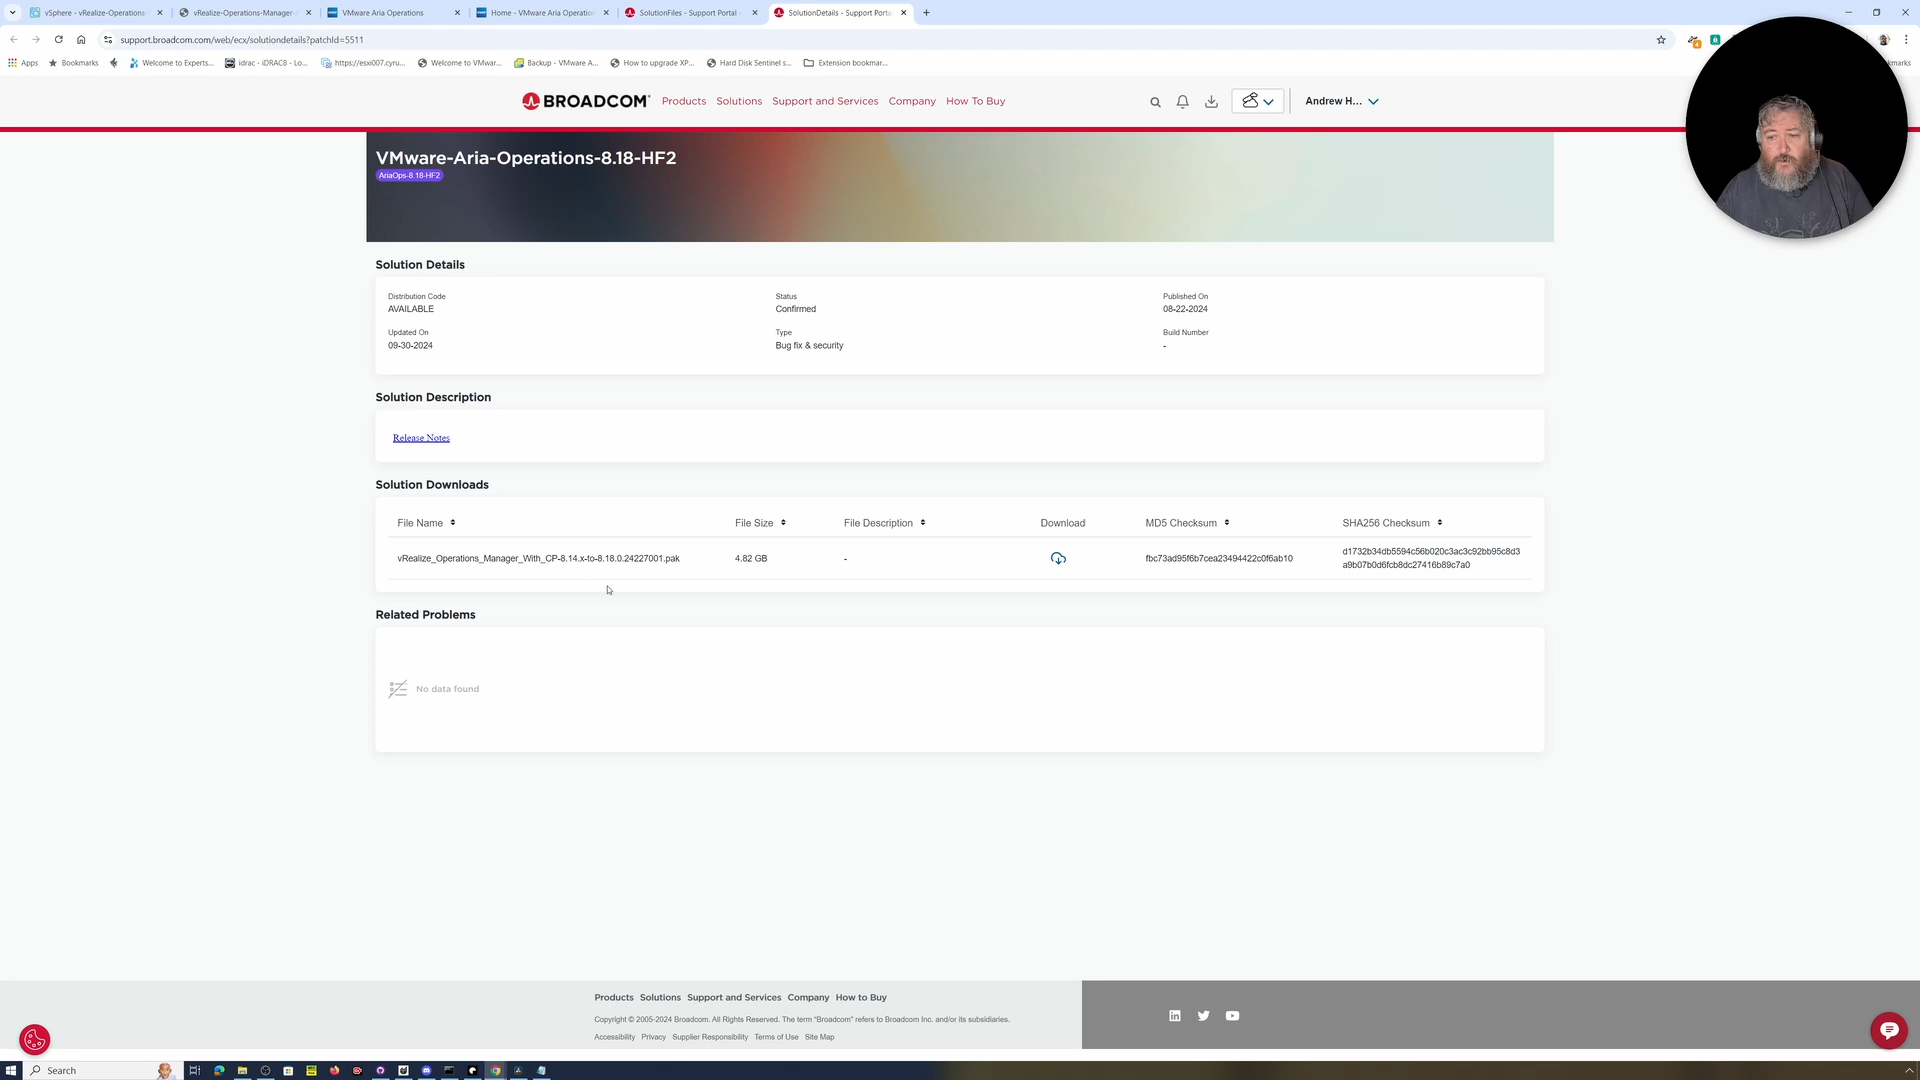 vSphere - vRealize-Operations-
vRealize-Operations-Manager-
VMware Aria Operations
Home - VMware Aria Operation
SolutionFiles - Support Portal -
SolutionDetails - Support Portal
support.broadcom.com/web/ecx/solutiondetails?patchId=5511
Apps
Bookmarks
Welcome to Experts...
idrac - iDRAC8 - Lo...
https://esxi007.cyru...
Welcome to VMwar...
Backup - VMware A...
How to upgrade XP...
Hard Disk Sentinel s...
Extension bookmar...
BROADCOM
Products
Solutions
Support and Services
Company
How To Buy
Andrew H...
VMware-Aria-Operations-8.18-HF2
AriaOps-8.18-HF2
Solution Details
Distribution Code
Status
Published On
AVAILABLE
Confirmed
08-22-2024
Updated On
Type
Build Number
09-30-2024
Bug fix & security
-
Solution Description
Release Notes
Solution Downloads
File Name
File Size
File Description
Download
MD5 Checksum
SHA256 Checksum
vRealize_Operations_Manager_With_CP-8.14.x-to-8.18.0.24227001.pak
4.82 GB
-
fbc73ad95f6b7cea23494422c0f6ab10
d1732b34db5594c56b020c3ac3c92bb95c8d3
a9b07b0d6fcb8dc27416b89c7a0
Related Problems
No data found
Products Solutions Support and Services Company How to Buy
Copyright © 2005-2024 Broadcom. All Rights Reserved. The term "Broadcom" refers to Broadcom Inc. and/or its subsidiaries.
Accessibility Privacy Supplier Responsibility Terms of Use Site Map
Search